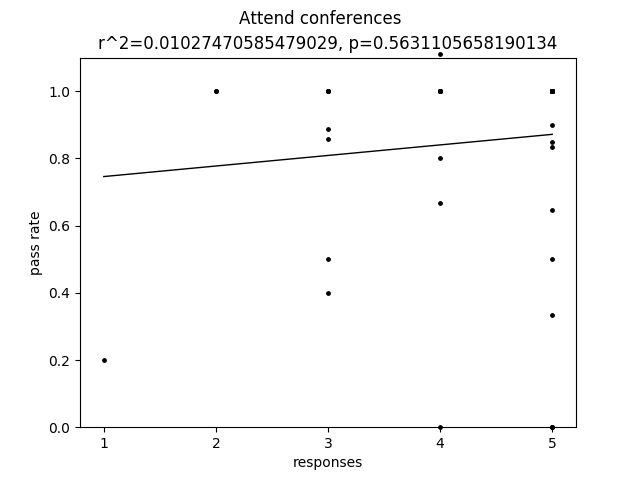 Attend conferences
r^2=0.01027470585479029, p=0.5631105658190134
1.0
0.8
0.6
0.4
0.2
0.0
pass rate
1 2 3 4 5
responses